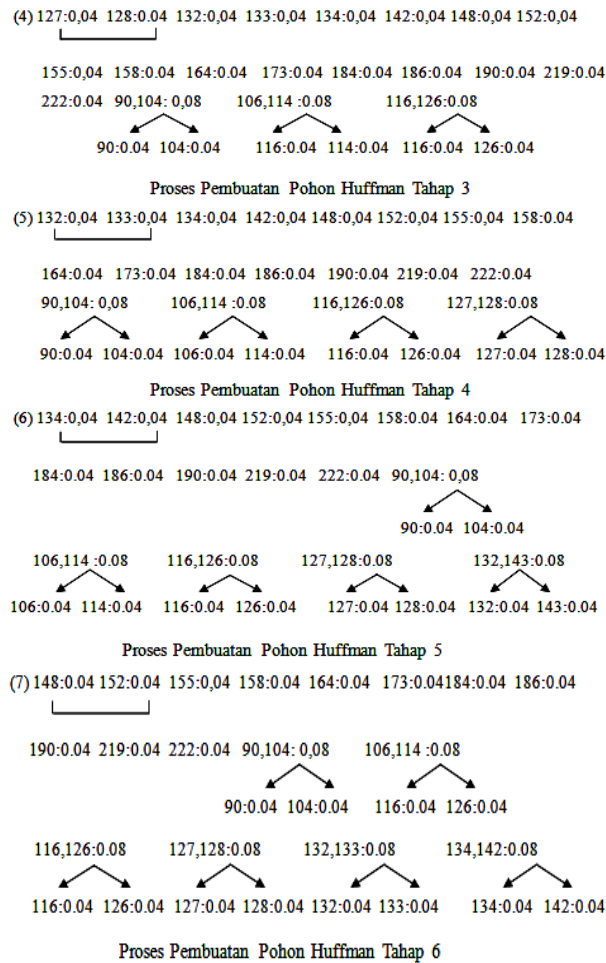 (4) 127:0,04 128:0.04 132:0,04 133:0,04 134:0,04 142:0,04 148:0,04 152:0,04
155:0,04 158:0.04 164:0.04 173:0.04 184:0.04 186:0.04 190:0.04 219:0.04
222:0.04 90,104: 0,08 106,114 :0.08 116,126:0.08
90:0.04 104:0.04 116:0.04 114:0.04 116:0.04 126:0.04
Proses Pembuatan Pohon Huffman Tahap 3
(5) 132:0,04 133:0,04 134:0,04 142:0,04 148:0,04 152:0,04 155:0,04 158:0.04
164:0.04 173:0.04 184:0.04 186:0.04 190:0.04 219:0.04 222:0.04
90,104: 0,08 106,114 :0.08 116,126:0.08 127,128:0.08
90:0.04 104:0.04 106:0.04 114:0.04 116:0.04 126:0.04 127:0.04 128:0.04
Proses Pembuatan Pohon Huffman Tahap 4
(6) 134:0,04 142:0,04 148:0,04 152:0,04 155:0,04 158:0.04 164:0.04 173:0.04
184:0.04 186:0.04 190:0.04 219:0.04 222:0.04 90,104: 0,08
90:0.04 104:0.04
106,114 :0.08 116,126:0.08 127,128:0.08 132,143:0.08
106:0.04 114:0.04 116:0.04 126:0.04 127:0.04 128:0.04 132:0.04 143:0.04
Proses Pembuatan Pohon Huffman Tahap 5
(7) 148:0.04 152:0.04 155:0,04 158:0.04 164:0.04 173:0.04184:0.04 186:0.04
190:0.04 219:0.04 222:0.04 90,104: 0,08 106,114 :0.08
90:0.04 104:0.04 116:0.04 126:0.04
116,126:0.08 127,128:0.08 132,133:0.08 134,142:0.08
116:0.04 126:0.04 127:0.04 128:0.04 132:0.04 133:0.04 134:0.04 142:0.04
Proses Pembuatan Pohon Huffman Tahap 6